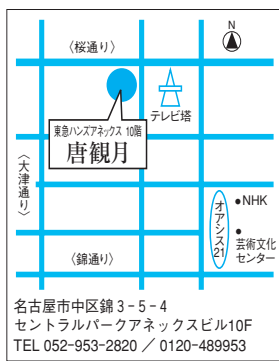 N
〈桜通り〉
テレビ塔
東急ハンズアネックス 10階
唐観月
〈大津通り〉
オアシス21
●NHK
●
芸術文化
センター
〈錦通り〉
名古屋市中区錦3-5-4
セントラルパークアネックスビル10F
TEL 052-953-2820 ／ 0120-489953